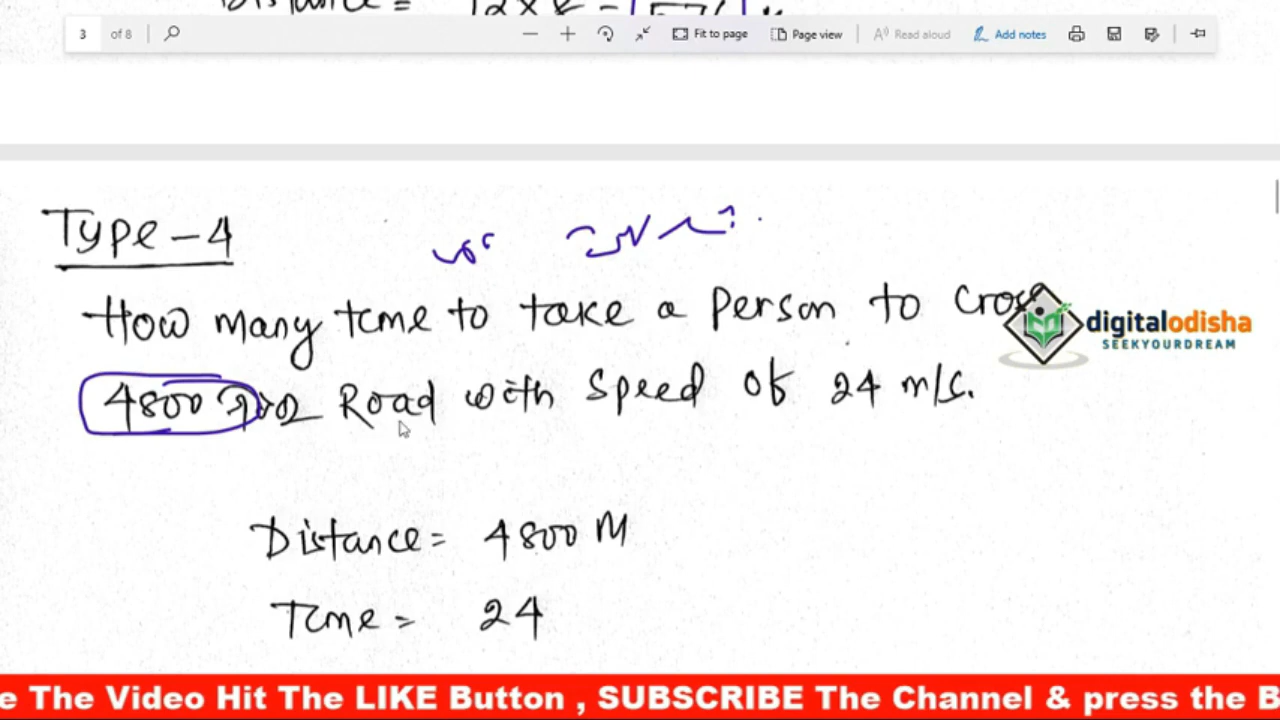 3 of 8 Fit to page Page view Read aloud Add notes
Type-4
How many time to take a Person to Cross
digitalodisha
SEEKYOURDREAM
4800 Road with Speed of 24 m/s.
Distance = 4800 M
Time = 24
e The Video Hit The LIKE Button , SUBSCRIBE The Channel & press the B